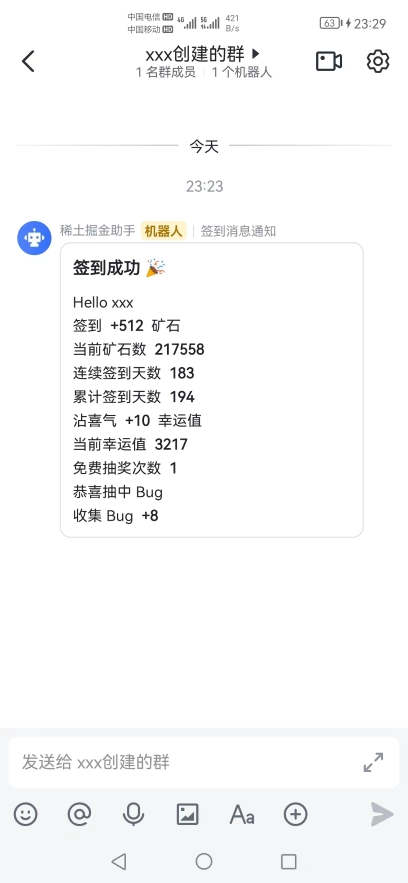 中国电信 HD 4G 5G 421 63 23:29
中国移动 HD B/s
xxx创建的群
1 名群成员 1 个机器人
今天
23:23
稀土掘金助手 机器人 签到消息通知
签到成功 🎉
Hello xxx
签到 +512 矿石
当前矿石数 217558
连续签到天数 183
累计签到天数 194
沾喜气 +10 幸运值
当前幸运值 3217
免费抽奖次数 1
恭喜抽中 Bug
收集 Bug +8
发送给 xxx创建的群
Aa